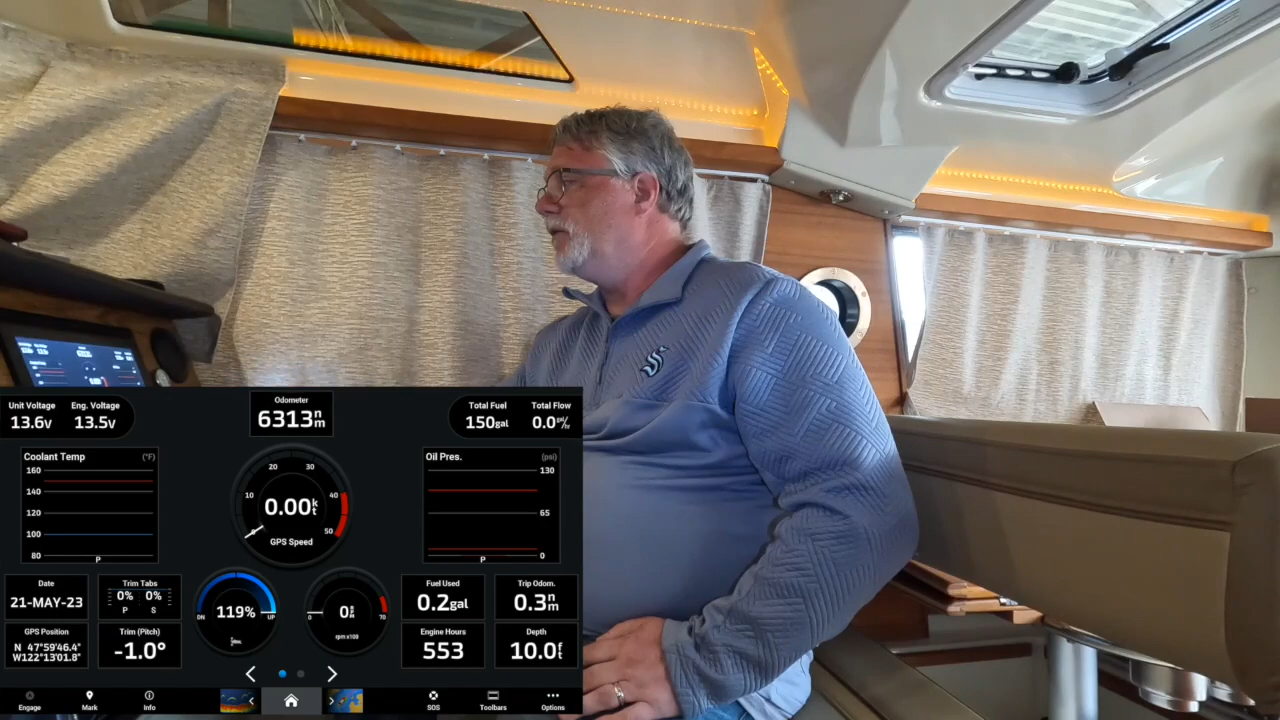 Unit Voltage
13.6v
Eng. Voltage
13.5v
Odometer
6313nm
Total Fuel
150gal
Total Flow
0.0gal/hr
Coolant Temp (°F)
160
140
120
100
80
P
10
20
30
40
50
0
0.00kt
GPS Speed
Oil Pres. (psi)
130
65
0
P
Date
21-MAY-23
Trim Tabs
0% 0%
P S
DN
119%
UP
0
70
rpm x100
Fuel Used
0.2gal
Trip Odom.
0.3nm
GPS Position
N 47°59'46.4"
W122°13'01.8"
Trim (Pitch)
-1.0°
Engine Hours
553
Depth
10.0ft
Engage
Mark
Info
SOS
Toolbars
Options